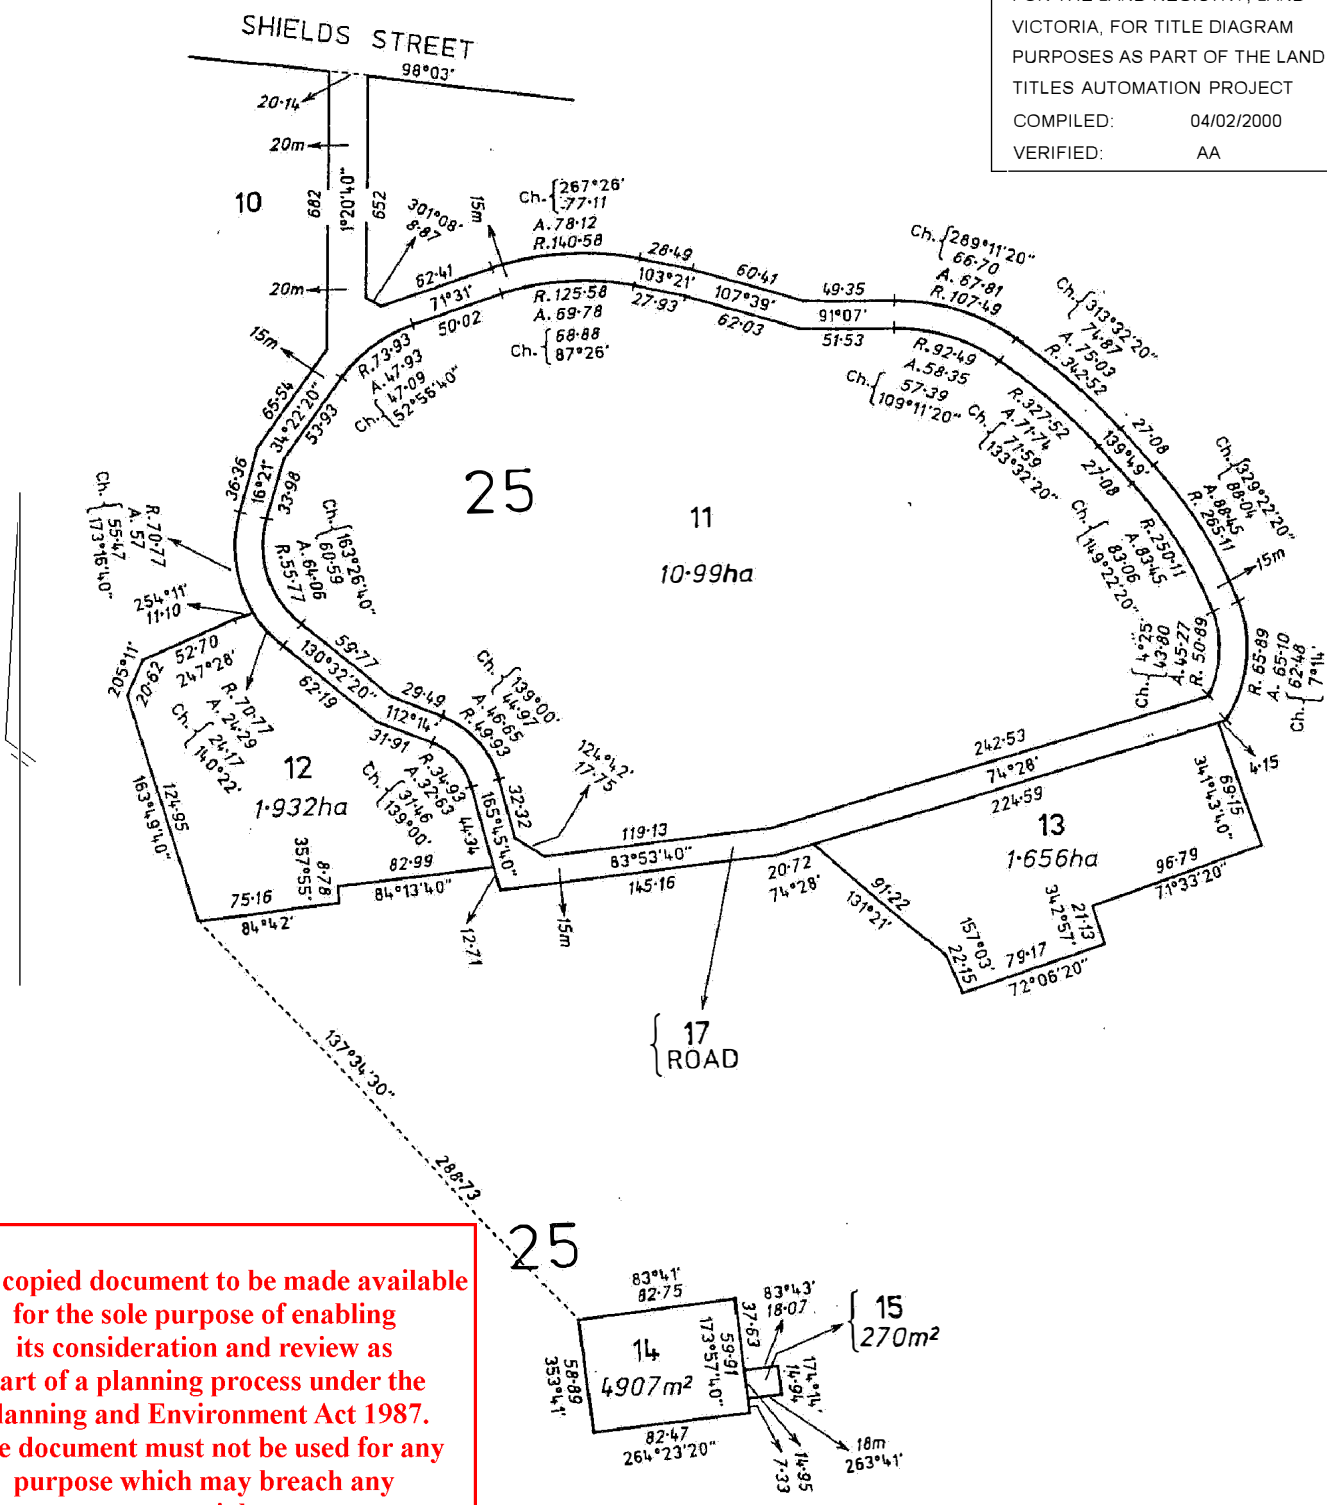 VICTORIA, FOR TITLE DIAGRAM
PURPOSES AS PART OF THE LAND
TITLES AUTOMATION PROJECT
COMPILED: 04/02/2000
VERIFIED: AA
SHIELDS STREET
98°03'
20·14
20m
10
682
1°20'40"
652
20m
15m
301°08'
8·87
15m
Ch. {267°26'
77·11
A. 78·12
R. 140·58
62·41
71°31'
50·02
28·49
103°21'
27·93
60·41
107°39'
62·03
49·35
91°07'
51·53
R. 125·58
A. 69·78
Ch. {68·88
87°26'
R. 73·93
A. 47·93
Ch. {47·09
52°56'40"
Ch. {289°11'20"
66·70
A. 67·81
R. 107·49
R. 92·49
A. 58·35
Ch. {57·39
109°11'20"
Ch. {313°32'20"
74·87
A. 75·03
R. 342·52
R. 327·52
A. 71·74
Ch. {71·59
133°32'20"
27·08
139°49'
27·08
Ch. {329°22'20"
88·04
A. 88·45
R. 265·11
R. 250·11
A. 83·45
Ch. {83·06
149°22'20"
15m
Ch. {4°25'
43·80
A. 45·27
R. 50·89
R. 65·89
A. 65·10
Ch. {62·48
7°14'
65·54
34°22'20"
53·93
36·36
16°21'
33·98
25
11
10·99ha
R. 70·77
A. 57
Ch. {55·47
173°16'40"
Ch. {163°26'40"
60·59
A. 64·06
R. 55·77
254°11'
11·10
205°11'
20·62
52·70
247°28'
R. 70·77
A. 24·29
Ch. {24·17
140°22'
59·77
130°32'20"
62·19
29·49
112°14'
31·91
Ch. {139°00'
44·97
A. 46·65
R. 49·93
R. 34·93
A. 32·63
Ch. {31·46
139°00'
12
1·932ha
124·95
163°49'40"
75·16
84°42'
357°55'
8·78
82·99
84°13'40"
44·34
165°45'40"
32·32
124°42'
17·75
12·71
15m
119·13
83°53'40"
145·16
242·53
74°28'
224·59
20·72
74°28'
4·15
13
1·656ha
341°43'40"
69·15
96·79
71°33'20"
342°57'
21·13
79·17
72°06'20"
157°03'
22·15
91·22
131°21'
17
ROAD
137°34'30"
288·73
25
83°41'
82·75
14
4907m²
353°41'
58·89
82·47
264°23'20"
37·63
59·91
173°57'40"
83°43'
18·07
15
270m²
174°14'
14·94
18m
263°41'
14·95
7·33
copied document to be made available
for the sole purpose of enabling
its consideration and review as
of a planning process under the
and Environment Act 1987.
document must not be used for any
purpose which may breach any